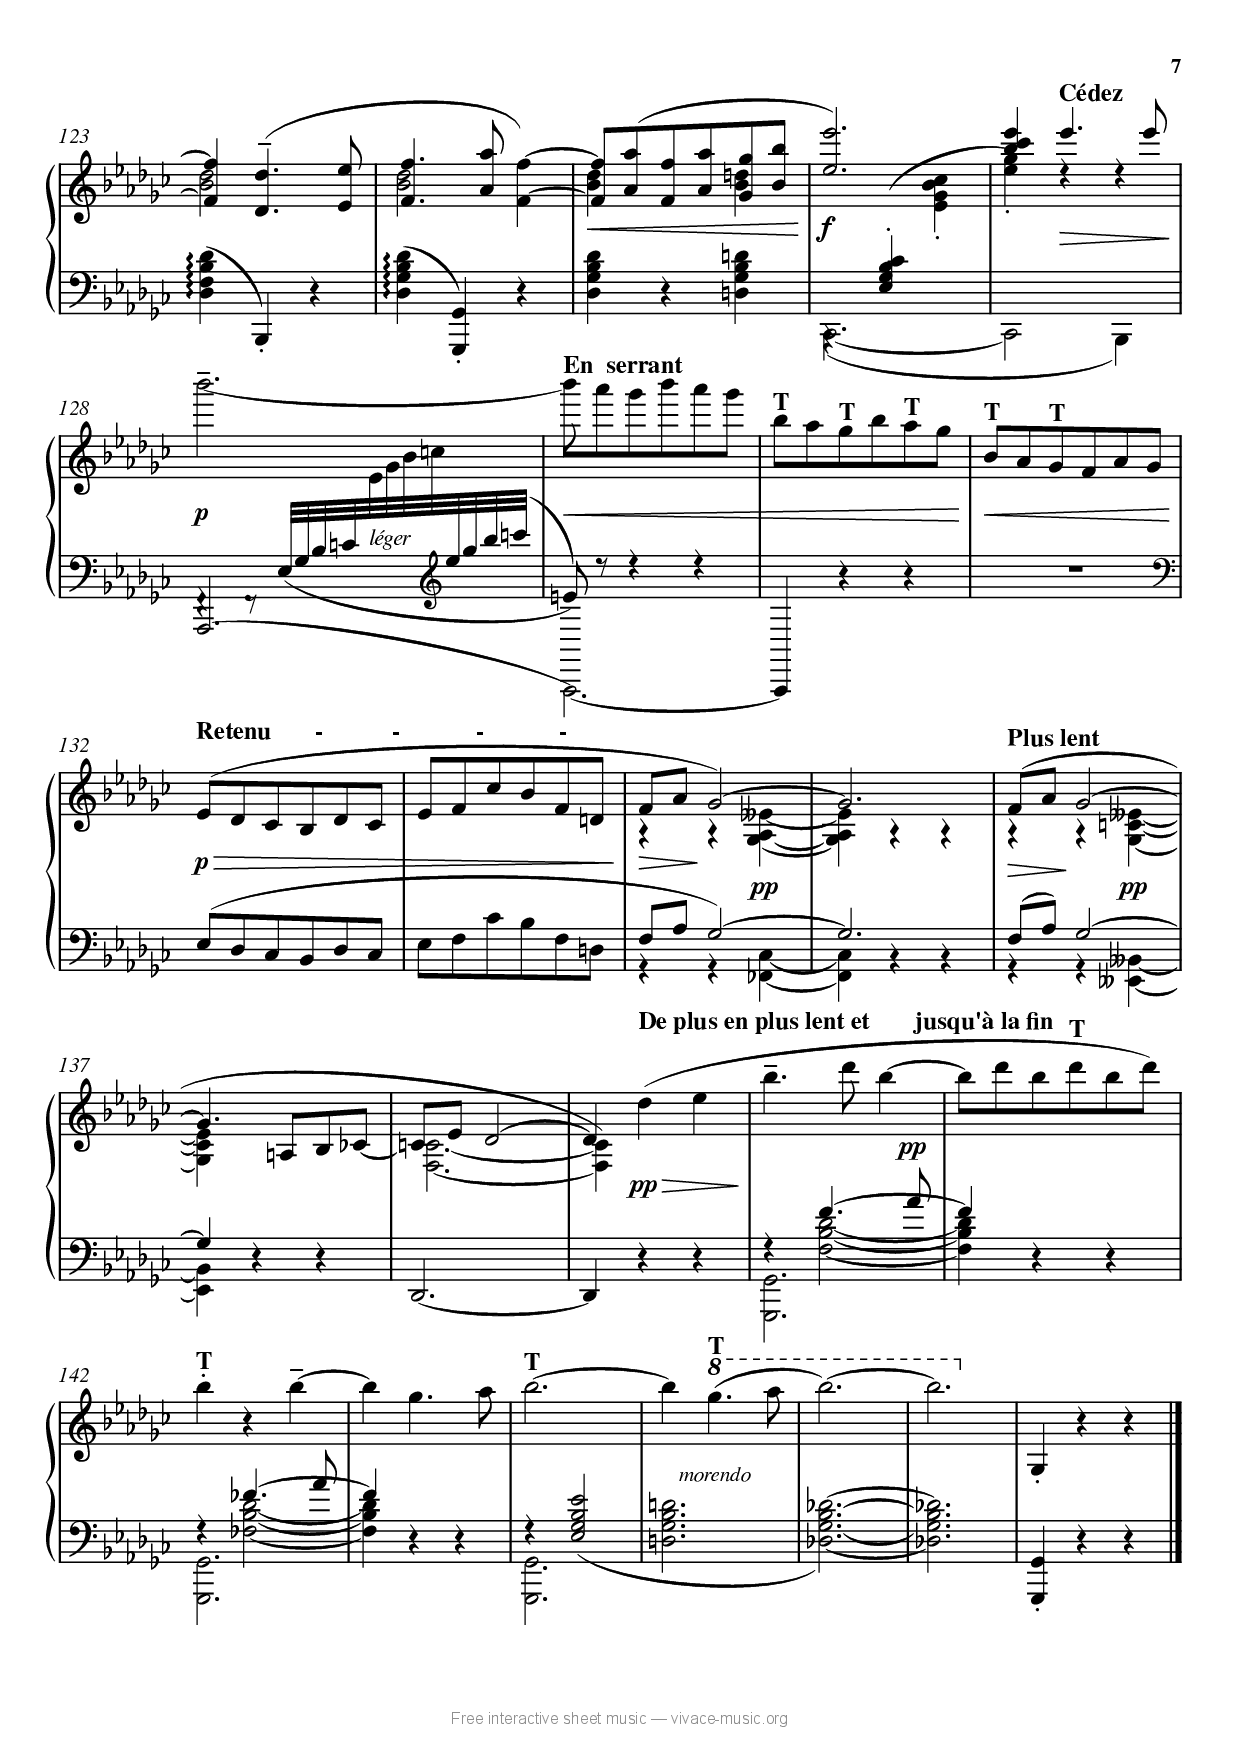 7
Cédez
123
f
En serrant
128
T T T T T
p
léger
Retenu - - - -
132
Plus lent
p
pp pp
De plus en plus lent et jusqu'à la fin
T
137
pp
pp
T T T
142
8
morendo
Free interactive sheet music — vivace-music.org